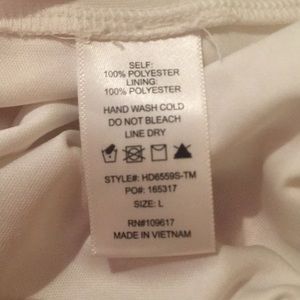 SELF:
100% POLYESTER
LINING:
100% POLYESTER
HAND WASH COLD
DO NOT BLEACH
LINE DRY
STYLE#: HD6559S-TM
PO#: 165317
SIZE: L
RN#109617
MADE IN VIETNAM